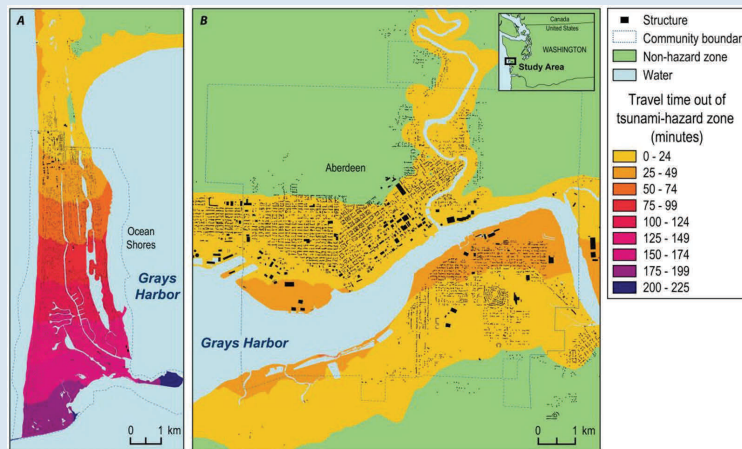 A
Ocean
Shores
Grays
Harbor
0 1 km
B
Aberdeen
Grays Harbor
0 1 km
Canada
United States
WASHINGTON
Study Area
Structure
Community boundary
Non-hazard zone
Water
Travel time out of
tsunami-hazard zone
(minutes)
0 - 24
25 - 49
50 - 74
75 - 99
100 - 124
125 - 149
150 - 174
175 - 199
200 - 225